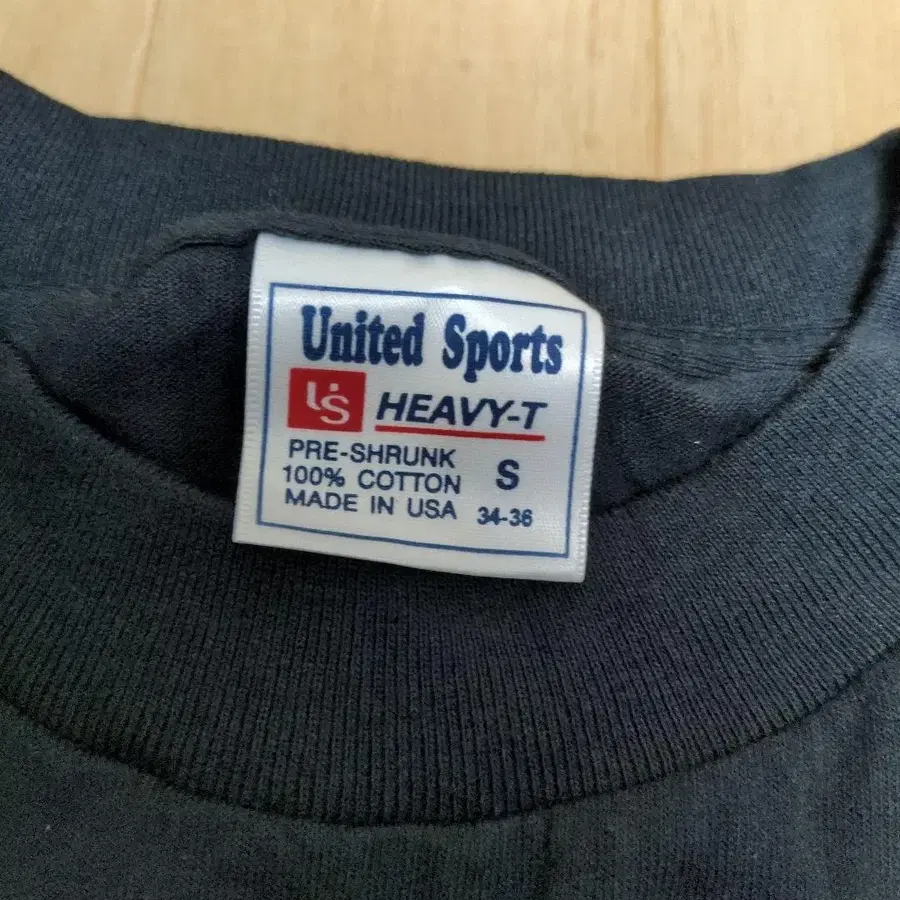 United Sports
US HEAVY-T
PRE-SHRUNK
100% COTTON S
MADE IN USA 34-36